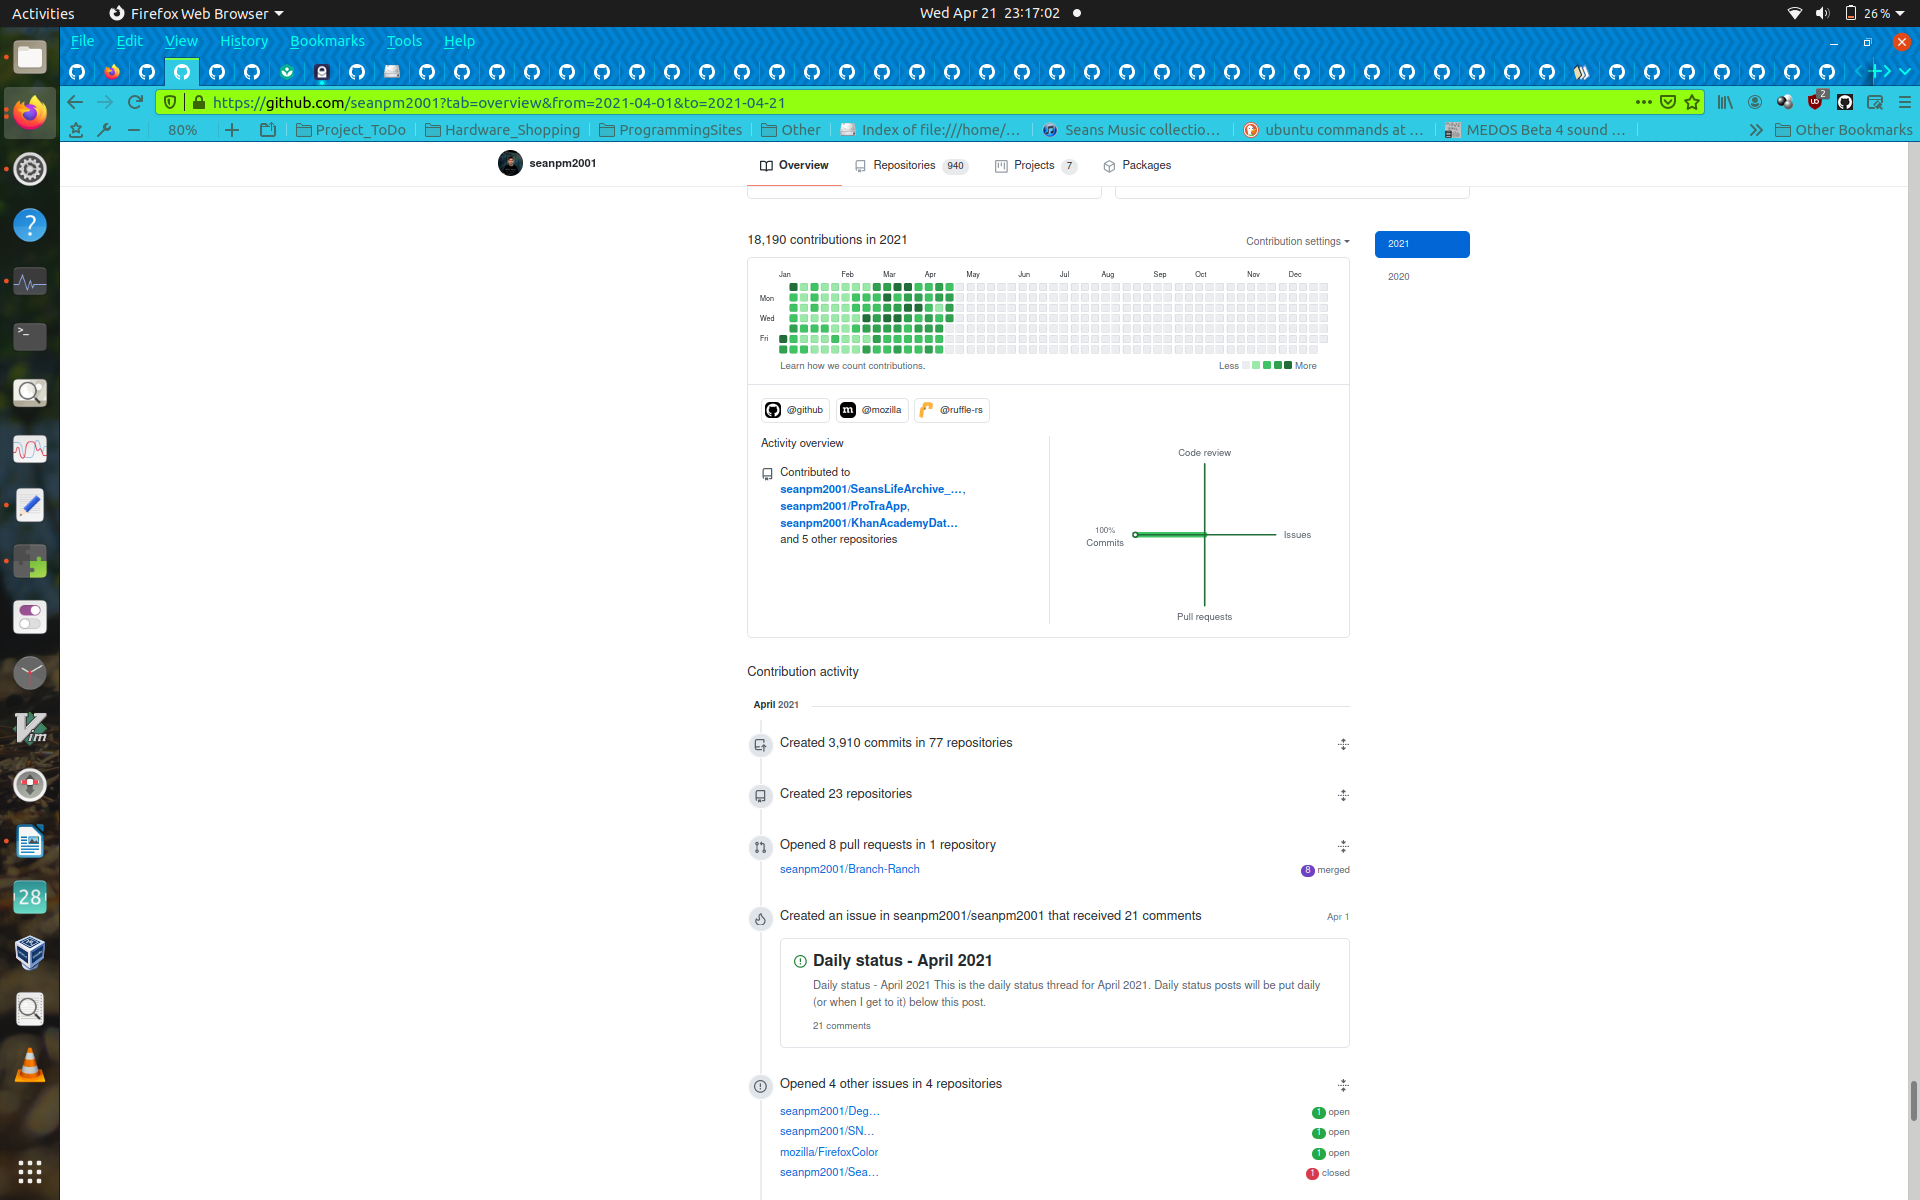 Activities
Firefox Web Browser
Wed Apr 21 23:17:02
26 %
File Edit View History Bookmarks Tools Help
https://github.com/seanpm2001?tab=overview&from=2021-04-01&to=2021-04-21
2
80%
Project_ToDo
Hardware_Shopping
ProgrammingSites
Other
Index of file:///home/...
Seans Music collectio...
ubuntu commands at ...
MEDOS Beta 4 sound ...
Other Bookmarks
seanpm2001
Overview
Repositories 940
Projects 7
Packages
18,190 contributions in 2021
Contribution settings
2021
2020
Jan Feb Mar Apr May Jun Jul Aug Sep Oct Nov Dec
Mon
Wed
Fri
Learn how we count contributions.
Less
More
@github
m @mozilla
@ruffle-rs
Activity overview
Contributed to
seanpm2001/SeansLifeArchive_...,
seanpm2001/ProTraApp,
seanpm2001/KhanAcademyDat...
and 5 other repositories
Code review
100%
Commits
Issues
Pull requests
Contribution activity
April 2021
Created 3,910 commits in 77 repositories
Created 23 repositories
Opened 8 pull requests in 1 repository
seanpm2001/Branch-Ranch
8 merged
Created an issue in seanpm2001/seanpm2001 that received 21 comments
Apr 1
Daily status - April 2021
Daily status - April 2021 This is the daily status thread for April 2021. Daily status posts will be put daily
(or when I get to it) below this post.
21 comments
Opened 4 other issues in 4 repositories
seanpm2001/Deg...
1 open
seanpm2001/SN...
1 open
mozilla/FirefoxColor
1 open
seanpm2001/Sea...
1 closed
28